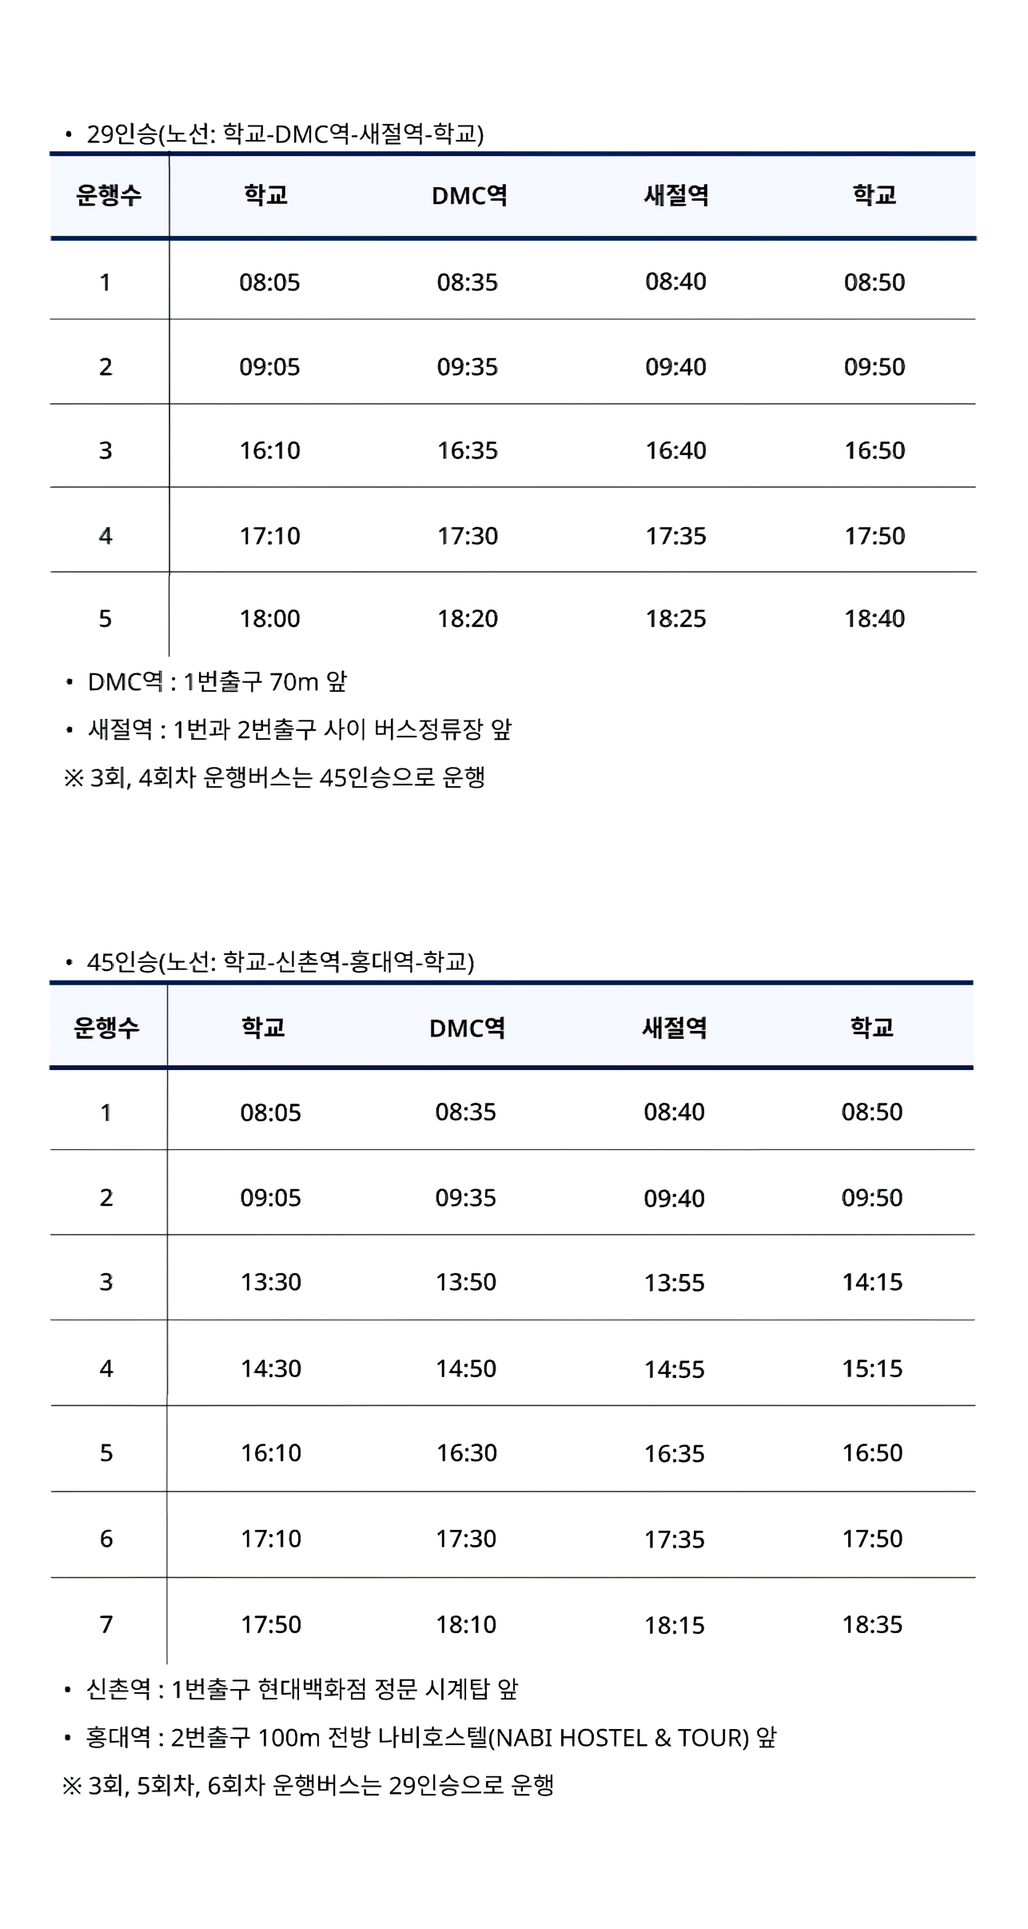 • 29인승(노선: 학교-DMC역-새절역-학교)
운행수 학교 DMC역 새절역 학교
1 08:05 08:35 08:40 08:50
2 09:05 09:35 09:40 09:50
3 16:10 16:35 16:40 16:50
4 17:10 17:30 17:35 17:50
5 18:00 18:20 18:25 18:40
• DMC역 : 1번출구 70m 앞
• 새절역 : 1번과 2번출구 사이 버스정류장 앞
※ 3회, 4회차 운행버스는 45인승으로 운행
• 45인승(노선: 학교-신촌역-홍대역-학교)
운행수 학교 DMC역 새절역 학교
1 08:05 08:35 08:40 08:50
2 09:05 09:35 09:40 09:50
3 13:30 13:50 13:55 14:15
4 14:30 14:50 14:55 15:15
5 16:10 16:30 16:35 16:50
6 17:10 17:30 17:35 17:50
7 17:50 18:10 18:15 18:35
• 신촌역 : 1번출구 현대백화점 정문 시계탑 앞
• 홍대역 : 2번출구 100m 전방 나비호스텔(NABI HOSTEL & TOUR) 앞
※ 3회, 5회차, 6회차 운행버스는 29인승으로 운행